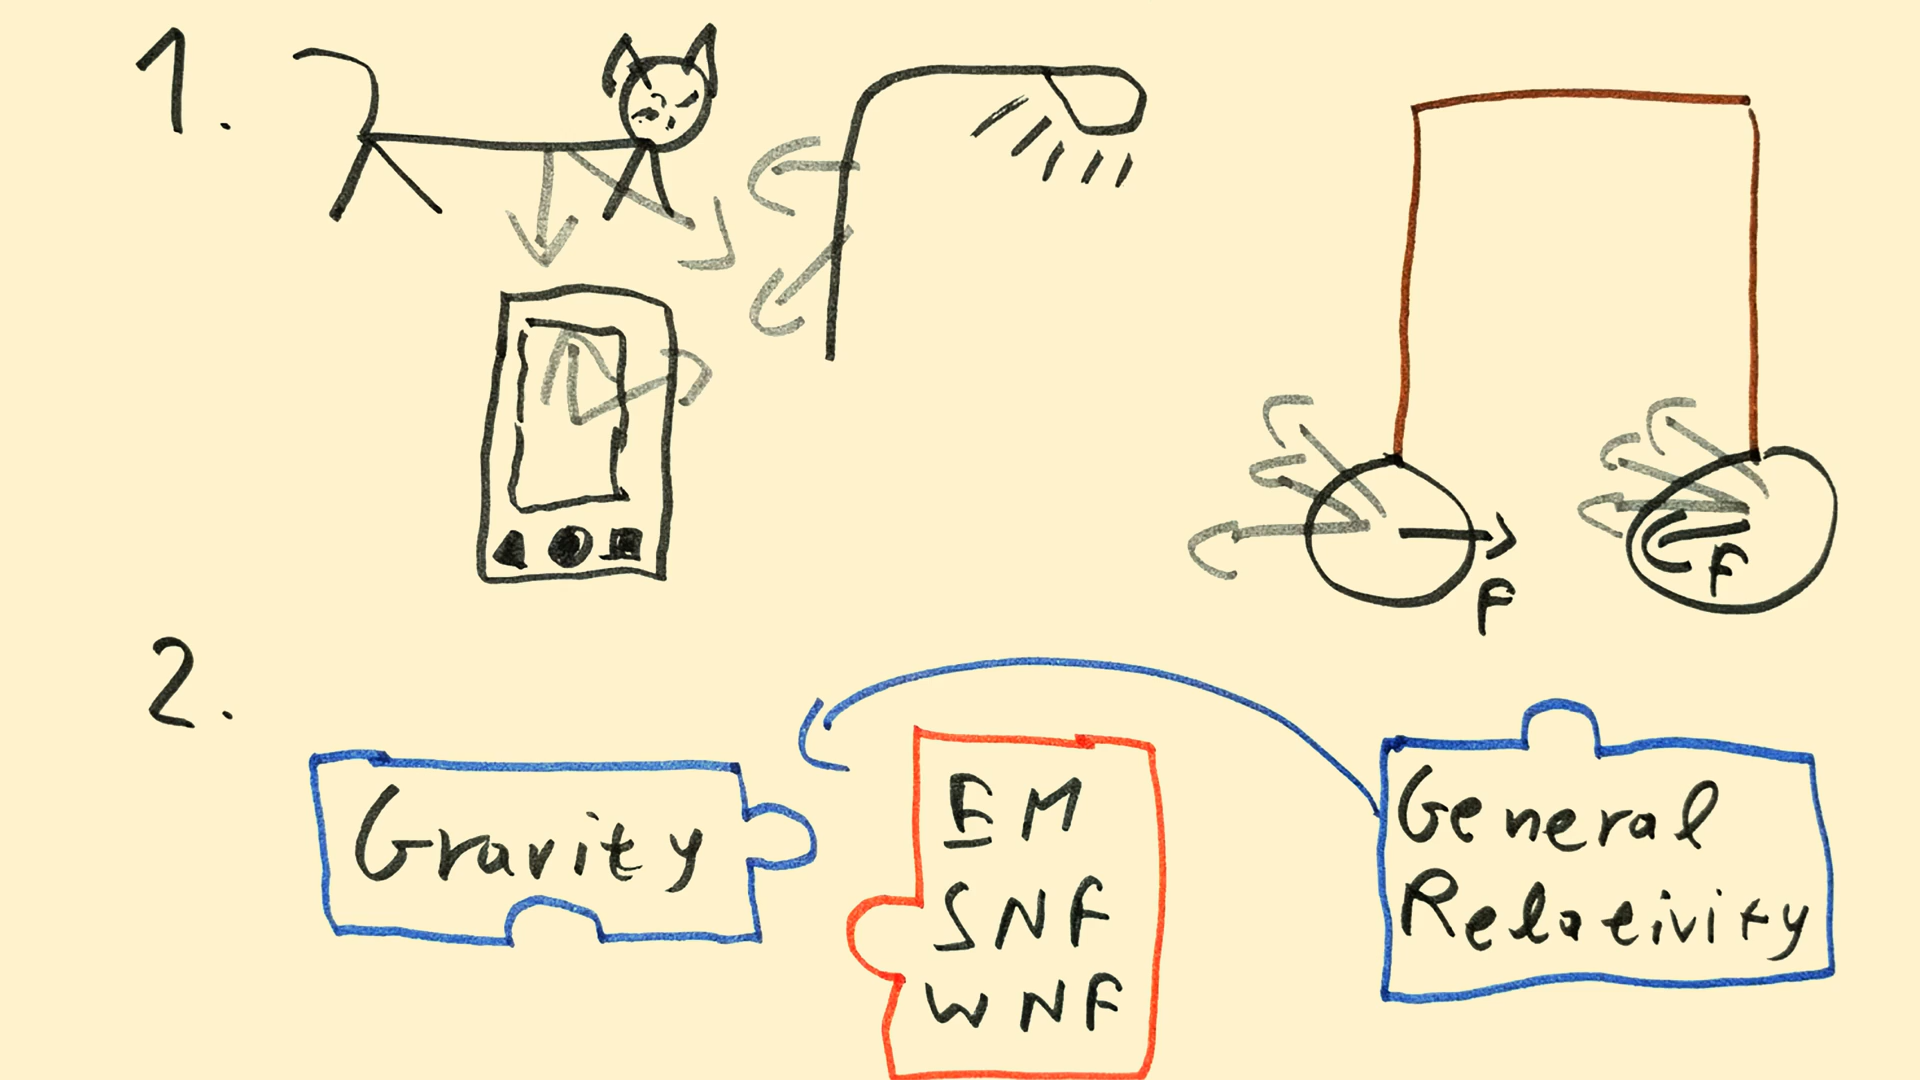 1.
F
F
2.
Gravity
EM
SNF
WNF
General
Relativity